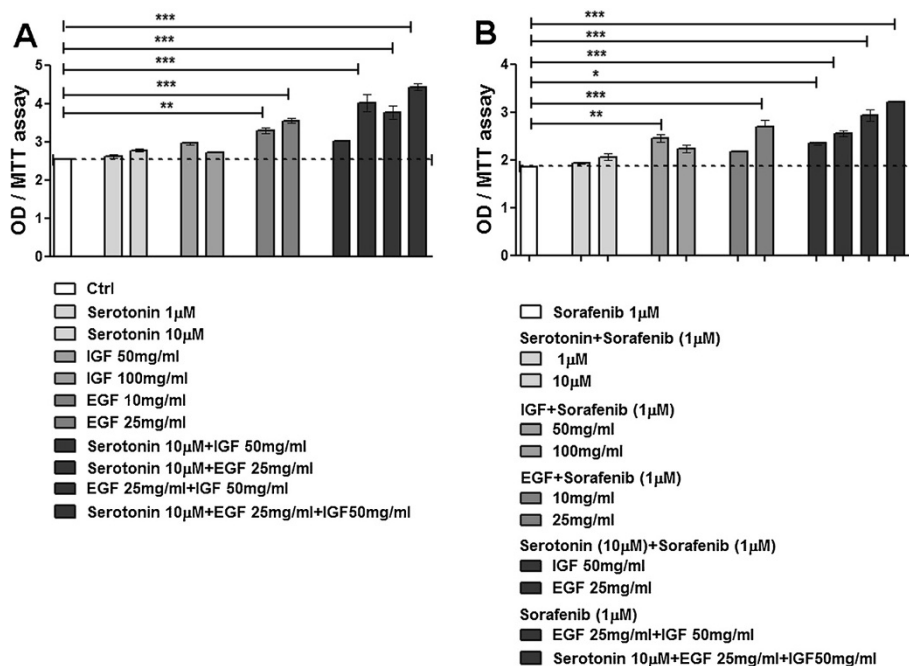 A
***
***
***
***
**
OD / MTT assay
5
4
3
2
1
0
Ctrl
Serotonin 1µM
Serotonin 10µM
IGF 50mg/ml
IGF 100mg/ml
EGF 10mg/ml
EGF 25mg/ml
Serotonin 10µM+IGF 50mg/ml
Serotonin 10µM+EGF 25mg/ml
EGF 25mg/ml+IGF 50mg/ml
Serotonin 10µM+EGF 25mg/ml+IGF50mg/ml
B
***
***
***
*
***
**
OD / MTT assay
4
3
2
1
0
Sorafenib 1µM
Serotonin+Sorafenib (1µM)
1µM
10µM
IGF+Sorafenib (1µM)
50mg/ml
100mg/ml
EGF+Sorafenib (1µM)
10mg/ml
25mg/ml
Serotonin (10µM)+Sorafenib (1µM)
IGF 50mg/ml
EGF 25mg/ml
Sorafenib (1µM)
EGF 25mg/ml+IGF 50mg/ml
Serotonin 10µM+EGF 25mg/ml+IGF50mg/ml